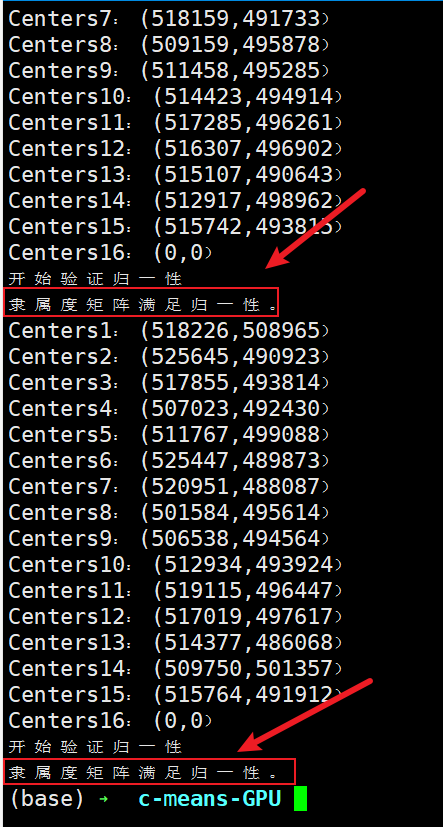 Centers7：(518159,491733）
Centers8：(509159,495878）
Centers9：(511458,495285）
Centers10：(514423,494914）
Centers11：(517285,496261）
Centers12：(516307,496902）
Centers13：(515107,490643）
Centers14：(512917,498962）
Centers15：(515742,493815）
Centers16：(0,0）
开始验证归一性
隶属度矩阵满足归一性。
Centers1：(518226,508965）
Centers2：(525645,490923）
Centers3：(517855,493814）
Centers4：(507023,492430）
Centers5：(511767,499088）
Centers6：(525447,489873）
Centers7：(520951,488087）
Centers8：(501584,495614）
Centers9：(506538,494564）
Centers10：(512934,493924）
Centers11：(519115,496447）
Centers12：(517019,497617）
Centers13：(514377,486068）
Centers14：(509750,501357）
Centers15：(515764,491912）
Centers16：(0,0）
开始验证归一性
隶属度矩阵满足归一性。
(base) ➜ c-means-GPU